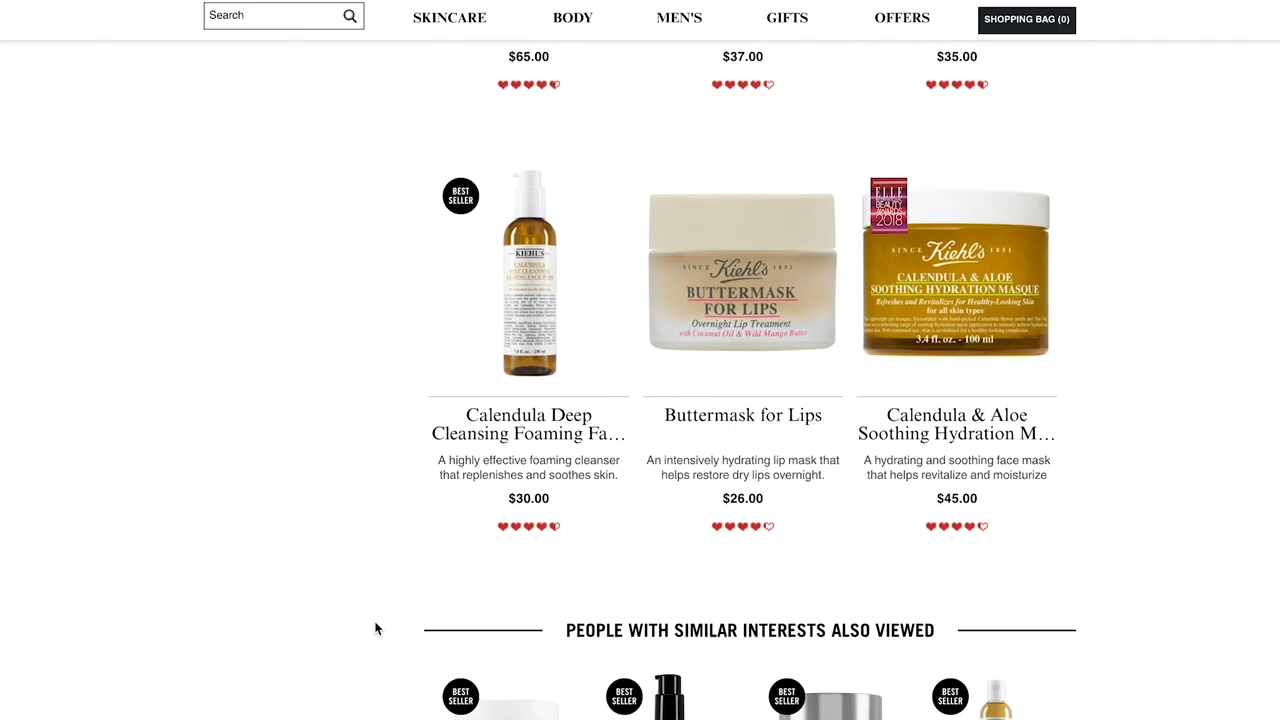 Search
SKINCARE
BODY
MEN'S
GIFTS
OFFERS
SHOPPING BAG (0)
$65.00
$37.00
$35.00
BEST
SELLER
KIEHL'S
CALENDULA
DEEP CLEANSING
FOAMING FACE WASH
7.8 fl. oz. - 230 ml
SINCE Kiehl's 1851
BUTTERMASK
FOR LIPS
Overnight Lip Treatment
with Coconut Oil & Wild Mango Butter
ELLE
BEAUTY
AWARDS
2018
SINCE Kiehl's 1851
CALENDULA & ALOE
SOOTHING HYDRATION MASQUE
Refreshes and Revitalizes for Healthy-Looking Skin
for all skin types
3.4 fl. oz. - 100 ml
Calendula Deep
Cleansing Foaming Fa...
A highly effective foaming cleanser
that replenishes and soothes skin.
$30.00
Buttermask for Lips
An intensively hydrating lip mask that
helps restore dry lips overnight.
$26.00
Calendula & Aloe
Soothing Hydration M...
A hydrating and soothing face mask
that helps revitalize and moisturize
$45.00
PEOPLE WITH SIMILAR INTERESTS ALSO VIEWED
BEST
SELLER
BEST
SELLER
BEST
SELLER
BEST
SELLER